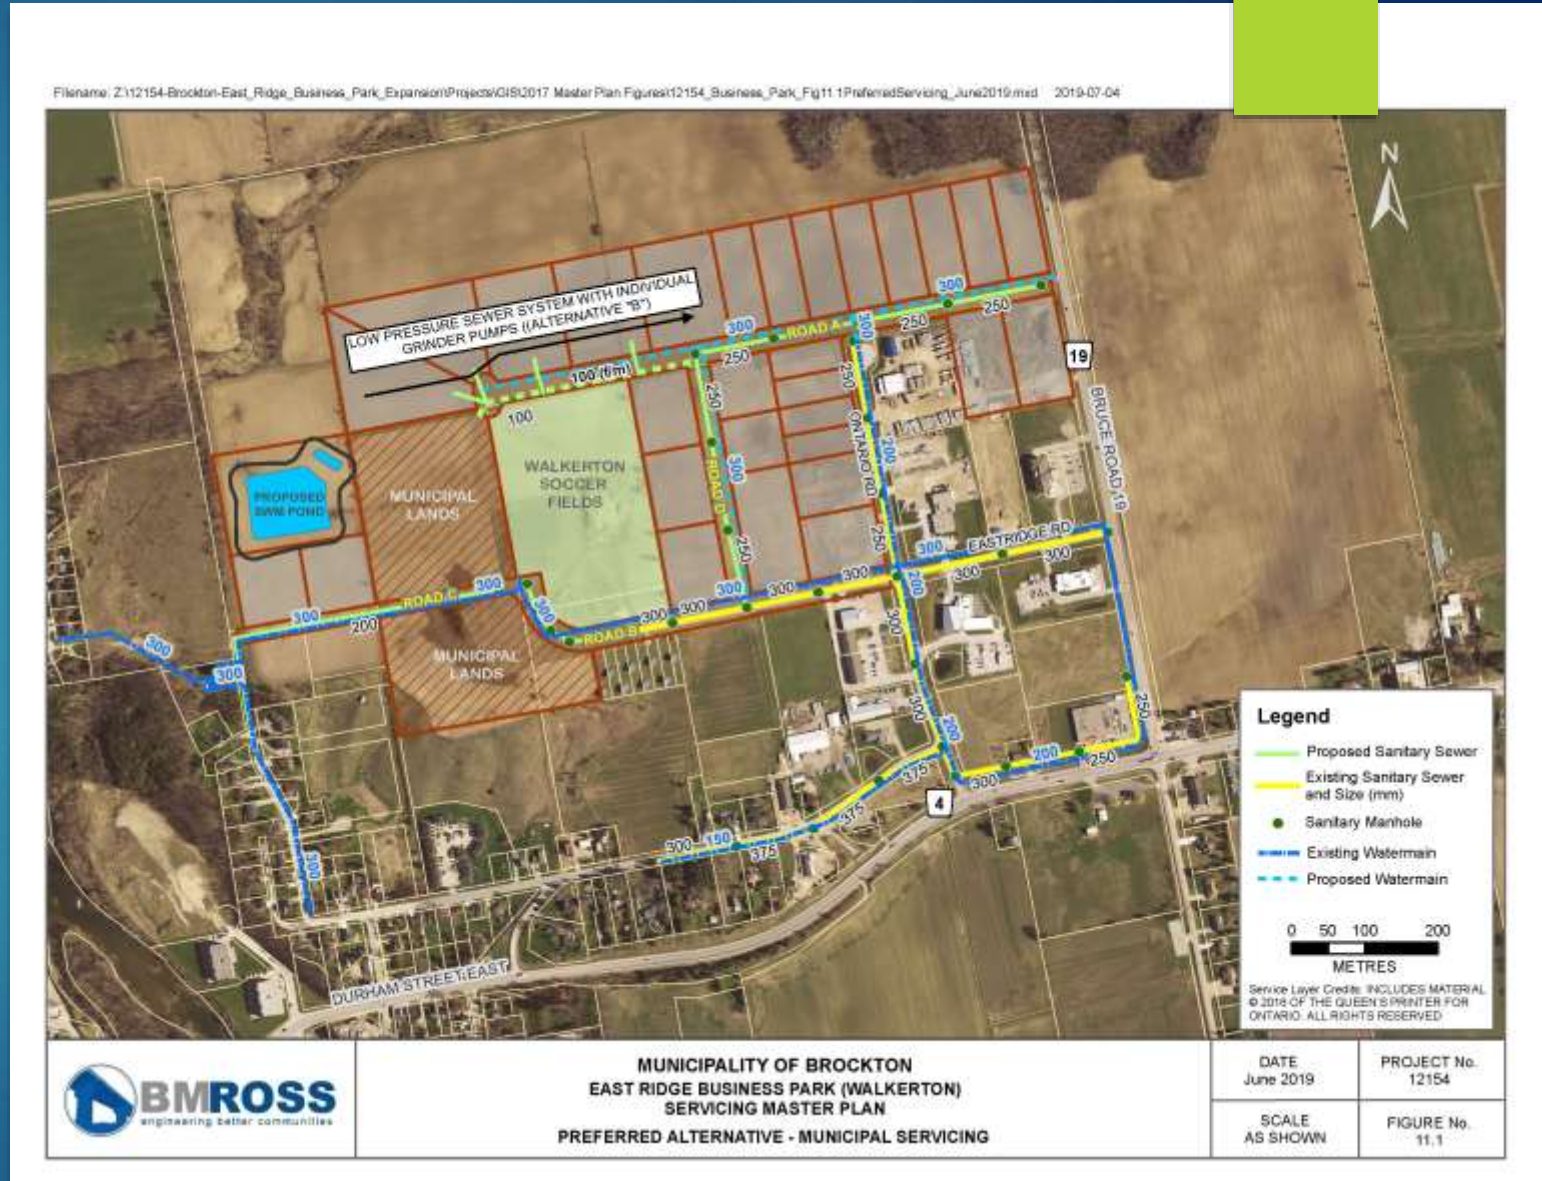 Filename: Z:\12154-Brockton-East_Ridge_Business_Park_Expansion\Projects\GIS\2017 Master Plan Figures\12154_Business_Park_Fig11.1PreferredServicing_June2019.mxd 2019-07-04
N
LOW PRESSURE SEWER SYSTEM WITH INDIVIDUAL
GRINDER PUMPS ((ALTERNATIVE "B")
300
250
300
250
ROAD A
300
250
300
19
100 (fm)
100
250
250
ONTARIO RD
200
250
BRUCE ROAD 19
ROAD D
300
250
WALKERTON
SOCCER
FIELDS
MUNICIPAL
LANDS
PROPOSED
SWM POND
300
EASTRIDGE RD
300
300
200
300
300
300
300
300
300
ROAD B
300
300
ROAD C
200
300
300
300
300
MUNICIPAL
LANDS
300
200
250
200
250
300
4
375
375
375
150
300
300
DURHAM STREET EAST
Legend
Proposed Sanitary Sewer
Existing Sanitary Sewer
and Size (mm)
Sanitary Manhole
Existing Watermain
Proposed Watermain
0 50 100 200
METRES
Service Layer Credits: INCLUDES MATERIAL
© 2016 OF THE QUEEN'S PRINTER FOR
ONTARIO. ALL RIGHTS RESERVED
BMROSS
engineering better communities
MUNICIPALITY OF BROCKTON
EAST RIDGE BUSINESS PARK (WALKERTON)
SERVICING MASTER PLAN
PREFERRED ALTERNATIVE - MUNICIPAL SERVICING
DATE
June 2019
PROJECT No.
12154
SCALE
AS SHOWN
FIGURE No.
11.1